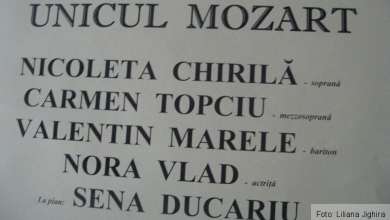 UNICUL MOZART
NICOLETA CHIRILĂ - soprană
CARMEN TOPCIU - mezzosoprană
VALENTIN MARELE - bariton
NORA VLAD - actriță
La pian: SENA DUCARIU
Foto: Liliana Jighira